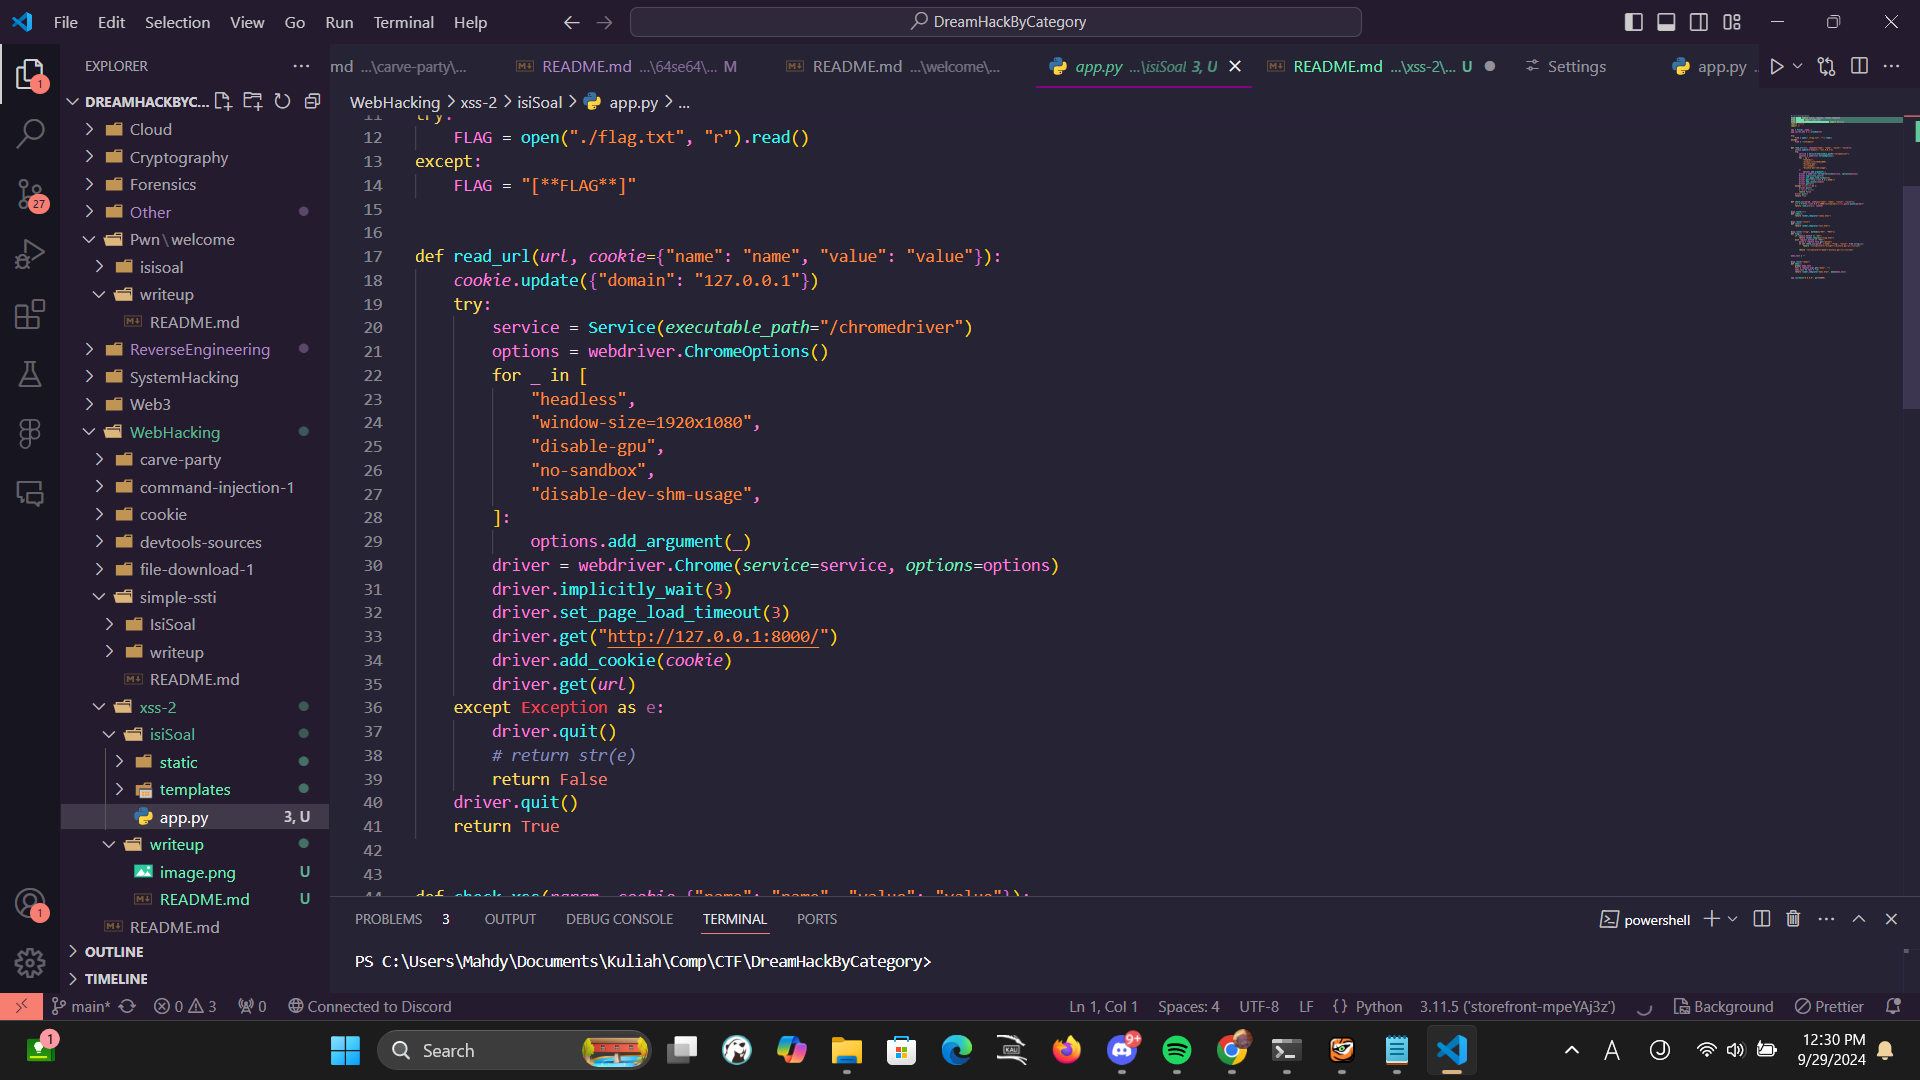 File Edit Selection View Go Run Terminal Help
DreamHackByCategory
EXPLORER
DREAMHACKBYC...
Cloud
Cryptography
Forensics
Other
Pwn\welcome
isisoal
writeup
README.md
ReverseEngineering
SystemHacking
Web3
WebHacking
carve-party
command-injection-1
cookie
devtools-sources
file-download-1
simple-ssti
IsiSoal
writeup
README.md
xss-2
isiSoal
static
templates
app.py 3, U
writeup
image.png U
README.md U
README.md
OUTLINE
TIMELINE
1
27
1
md ...\carve-party\... README.md ...\64se64\... M README.md ...\welcome\... app.py ...\isiSoal 3, U README.md ...\xss-2\... U Settings app.py
WebHacking > xss-2 > isiSoal > app.py > ...
11 try:
12 FLAG = open("./flag.txt", "r").read()
13 except:
14 FLAG = "[**FLAG**]"
15
16
17 def read_url(url, cookie={"name": "name", "value": "value"}):
18 cookie.update({"domain": "127.0.0.1"})
19 try:
20 service = Service(executable_path="/chromedriver")
21 options = webdriver.ChromeOptions()
22 for _ in [
23 "headless",
24 "window-size=1920x1080",
25 "disable-gpu",
26 "no-sandbox",
27 "disable-dev-shm-usage",
28 ]:
29 options.add_argument(_)
30 driver = webdriver.Chrome(service=service, options=options)
31 driver.implicitly_wait(3)
32 driver.set_page_load_timeout(3)
33 driver.get("http://127.0.0.1:8000/")
34 driver.add_cookie(cookie)
35 driver.get(url)
36 except Exception as e:
37 driver.quit()
38 # return str(e)
39 return False
40 driver.quit()
41 return True
42
43
44 def check_xss(param, cookie={"name": "name", "value": "value"}):
PROBLEMS 3 OUTPUT DEBUG CONSOLE TERMINAL PORTS
powershell
PS C:\Users\Mahdy\Documents\Kuliah\Comp\CTF\DreamHackByCategory>
main* 0 3 0 Connected to Discord
Ln 1, Col 1 Spaces: 4 UTF-8 LF {} Python 3.11.5 ('storefront-mpeYAj3z') Background Prettier
1
Search
KALI
9+
A
J
12:30 PM
9/29/2024